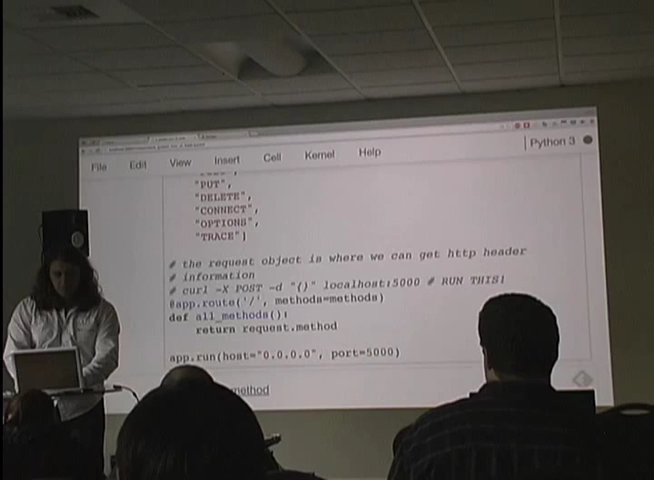 File Edit View Insert Cell Kernel Help Python 3
"PUT",
"DELETE",
"CONNECT",
"OPTIONS",
"TRACE"]
# the request object is where we can get http header
# information
# curl -X POST -d "{}" localhost:5000 # RUN THIS!
@app.route('/', methods=methods)
def all_methods():
return request.method
app.run(host="0.0.0.0", port=5000)
method